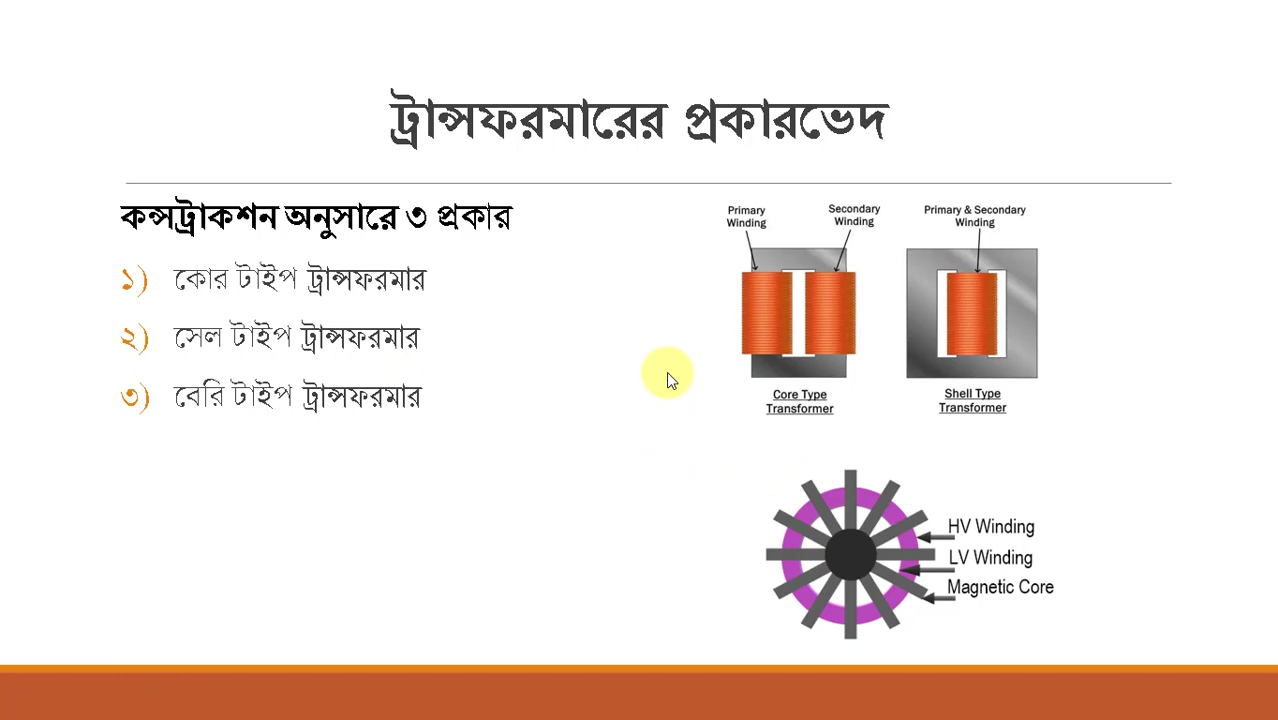 ট্রান্সফরমারের প্রকারভেদ
কন্সট্রাকশন অনুসারে ৩ প্রকার
১) কোর টাইপ ট্রান্সফরমার
২) সেল টাইপ ট্রান্সফরমার
৩) বেরি টাইপ ট্রান্সফরমার
Primary
Winding
Secondary
Winding
Primary & Secondary
Winding
Core Type
Transformer
Shell Type
Transformer
HV Winding
LV Winding
Magnetic Core